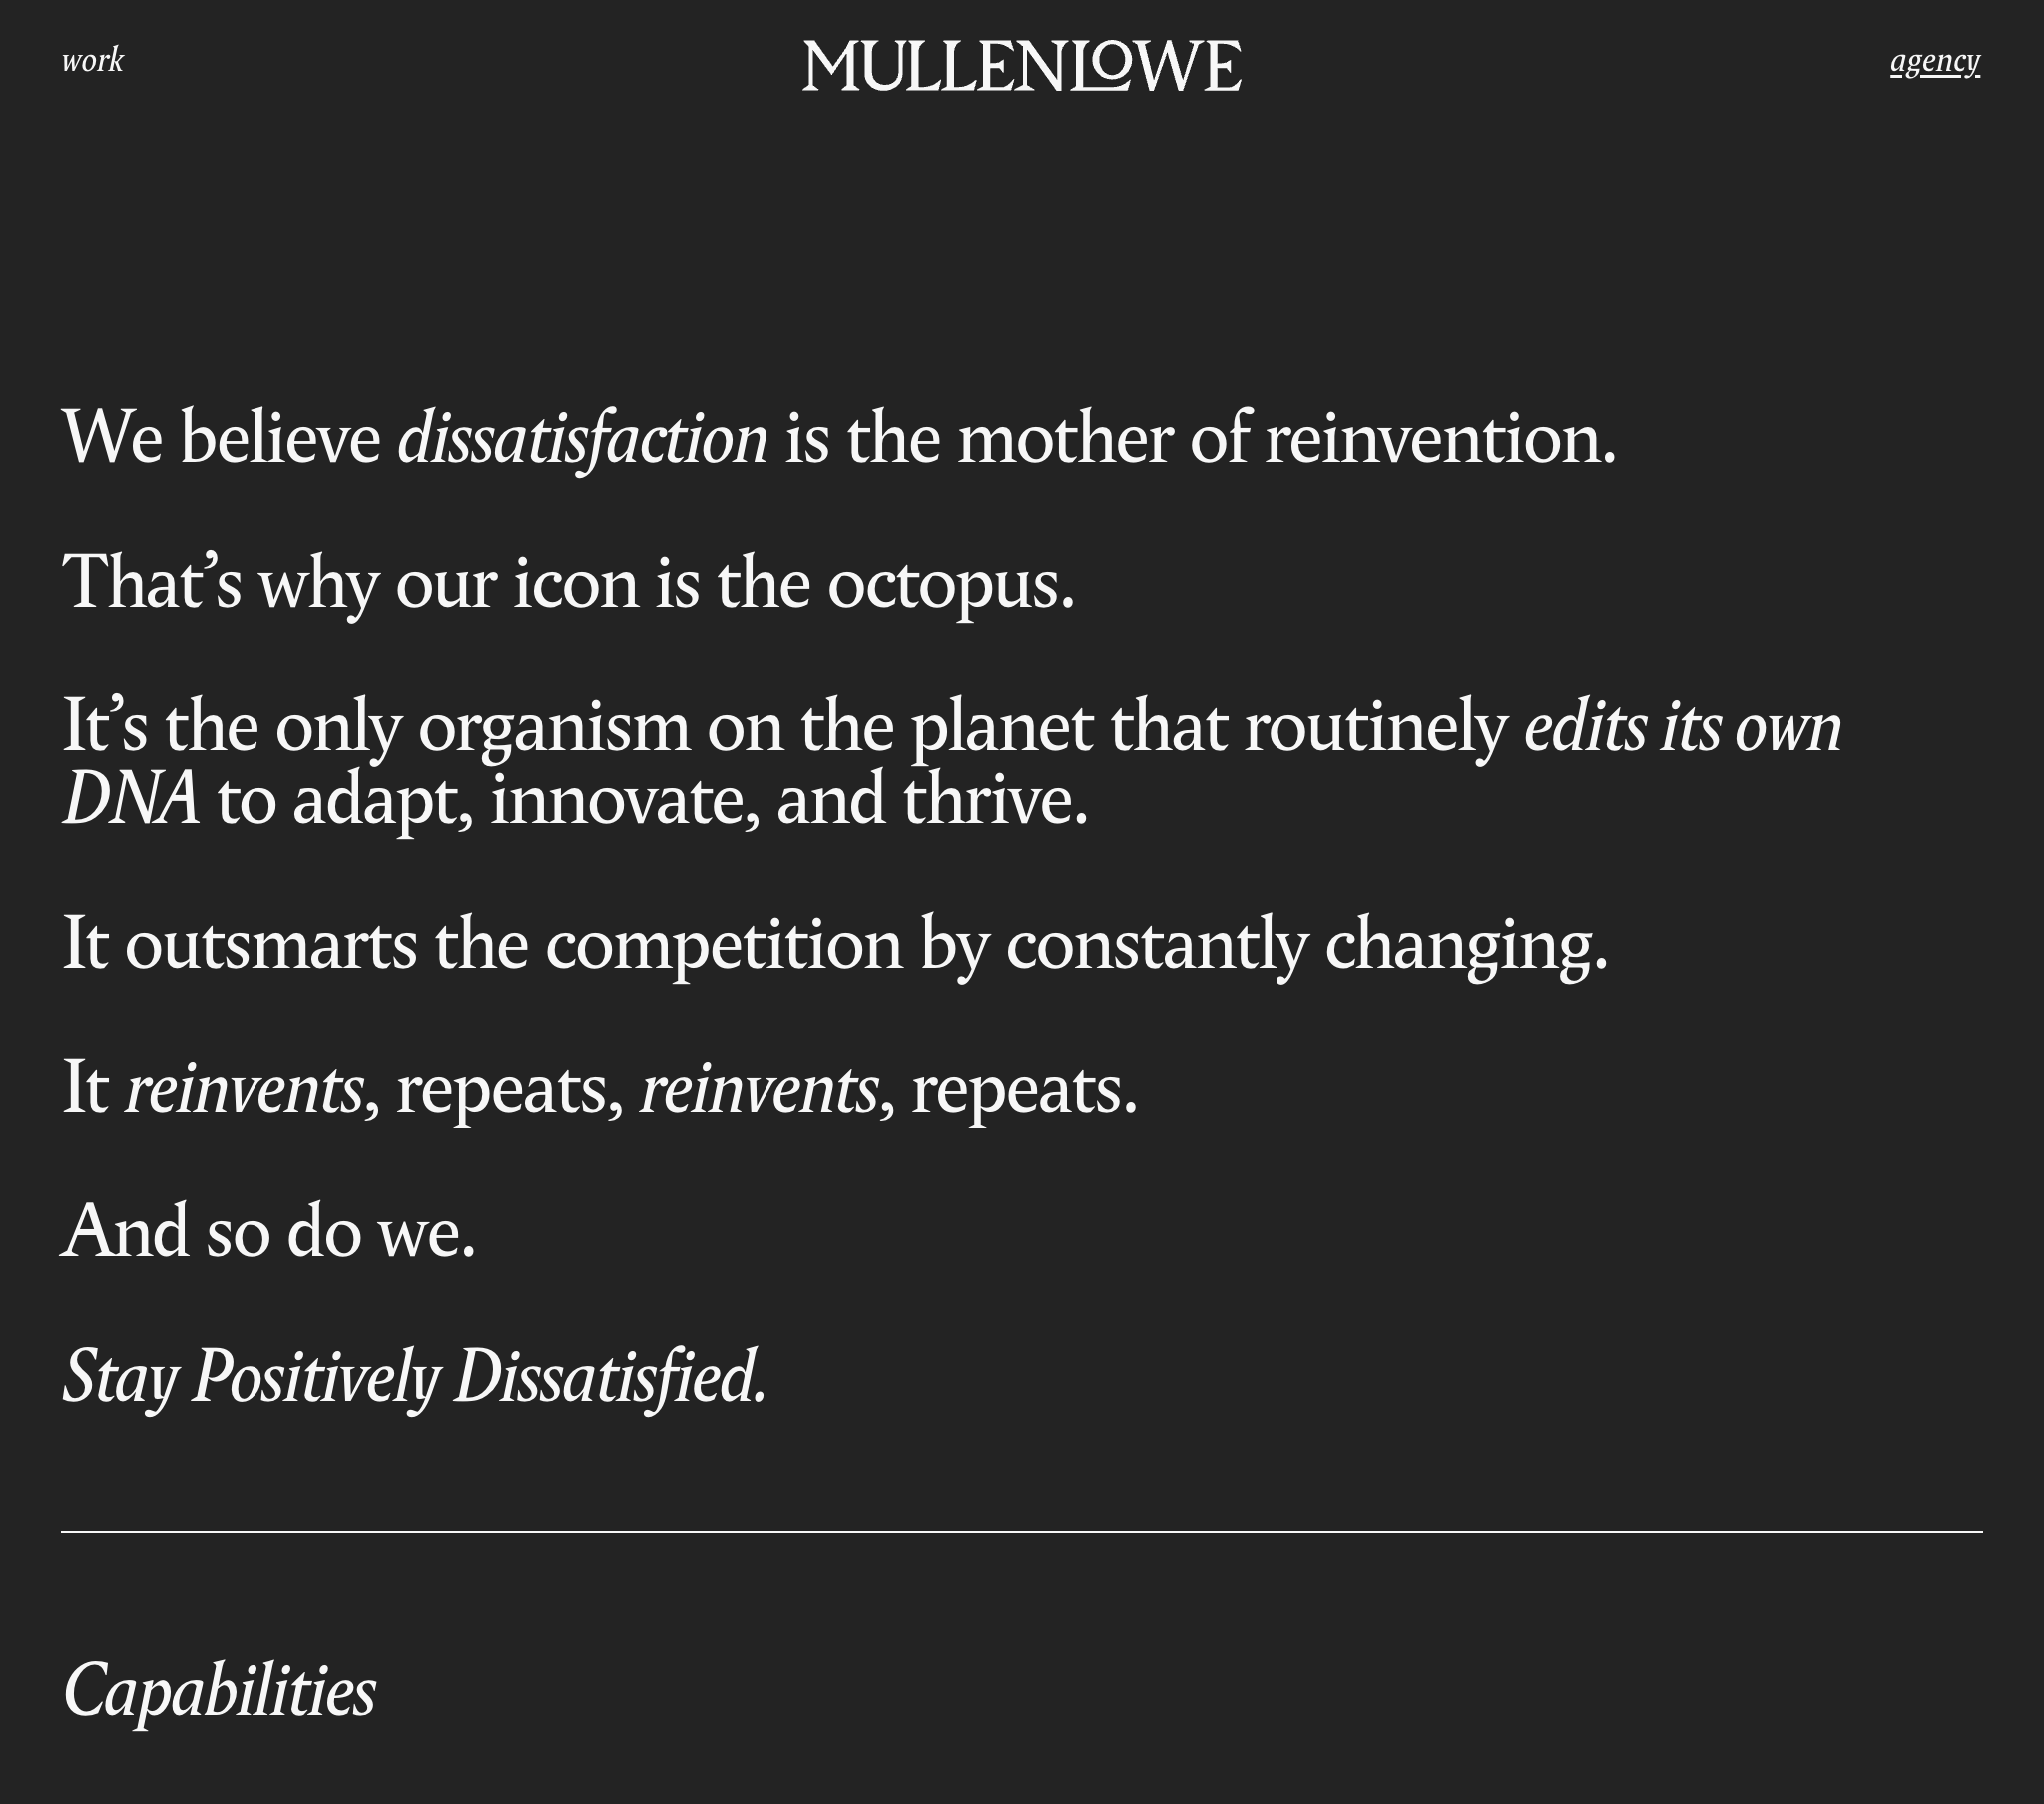 work
MULLENLOWE
agency
We believe dissatisfaction is the mother of reinvention.
That’s why our icon is the octopus.
It’s the only organism on the planet that routinely edits its own
DNA to adapt, innovate, and thrive.
It outsmarts the competition by constantly changing.
It reinvents, repeats, reinvents, repeats.
And so do we.
Stay Positively Dissatisfied.
Capabilities